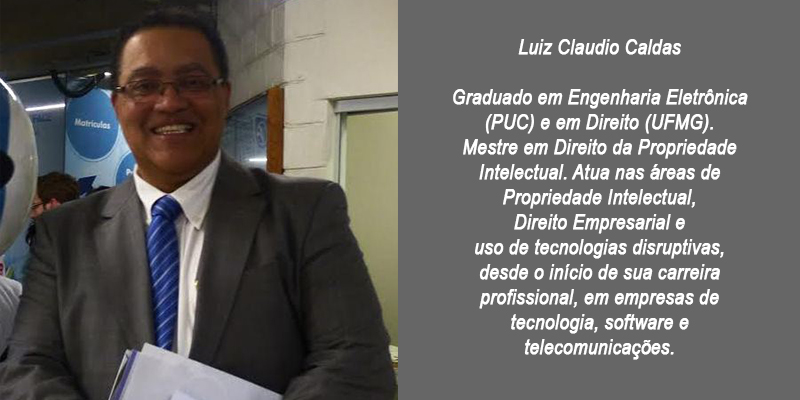 Matrículas
Luiz Claudio Caldas
Graduado em Engenharia Eletrônica
(PUC) e em Direito (UFMG).
Mestre em Direito da Propriedade
Intelectual. Atua nas áreas de
Propriedade Intelectual,
Direito Empresarial e
uso de tecnologias disruptivas,
desde o início de sua carreira
profissional, em empresas de
tecnologia, software e
telecomunicações.